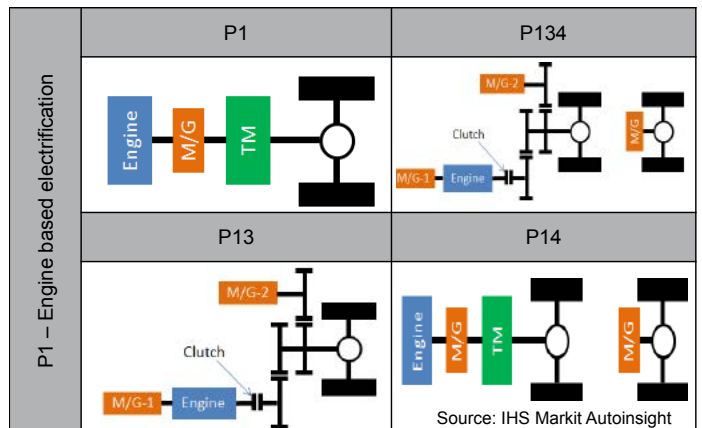 P1 – Engine based electrification
P1
Engine
M/G
TM
P134
M/G-2
Clutch
M/G-1
Engine
M/G
P13
M/G-2
Clutch
M/G-1
Engine
P14
Engine
M/G
TM
M/G
Source: IHS Markit Autoinsight